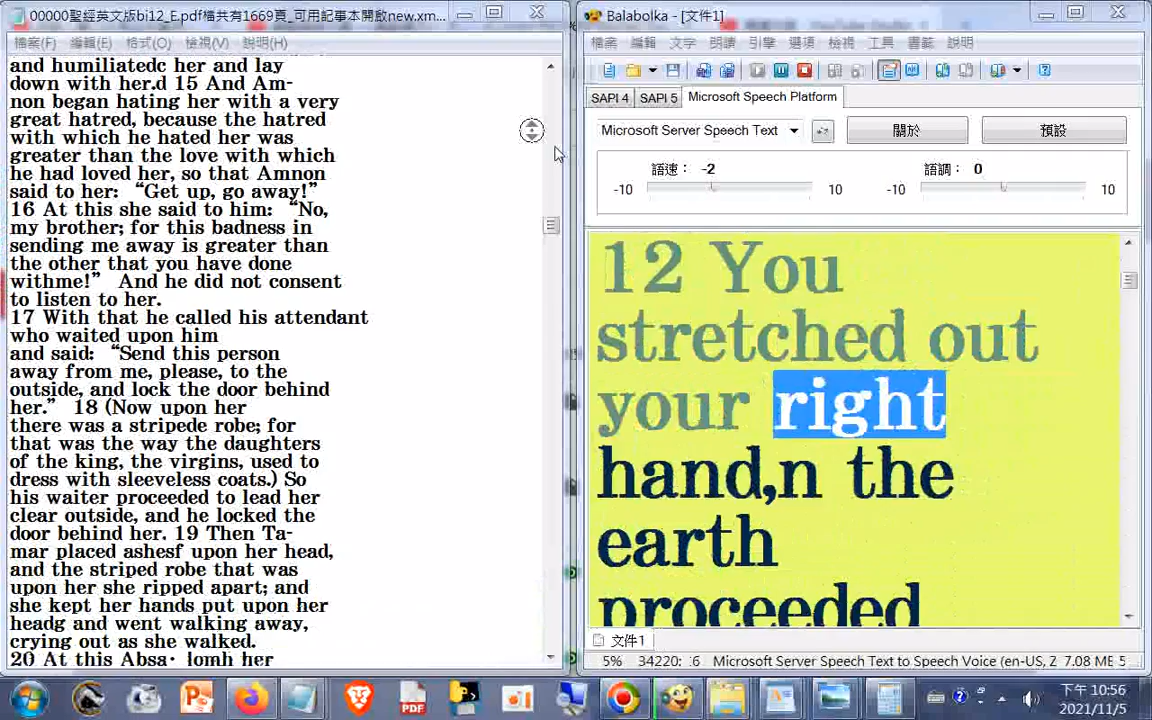 00000聖經英文版bi12_E.pdf檔共有1669頁_可用記事本開啟new.xm...
檔案(F) 編輯(E) 格式(O) 檢視(V) 說明(H)
and humiliatedc her and lay
down with her.d 15 And Am-
non began hating her with a very
great hatred, because the hatred
with which he hated her was
greater than the love with which
he had loved her, so that Amnon
said to her: “Get up, go away!”
16 At this she said to him: “No,
my brother; for this badness in
sending me away is greater than
the other that you have done
withme!” And he did not consent
to listen to her.
17 With that he called his attendant
who waited upon him
and said: “Send this person
away from me, please, to the
outside, and lock the door behind
her.” 18 (Now upon her
there was a stripede robe; for
that was the way the daughters
of the king, the virgins, used to
dress with sleeveless coats.) So
his waiter proceeded to lead her
clear outside, and he locked the
door behind her. 19 Then Ta-
mar placed ashesf upon her head,
and the striped robe that was
upon her she ripped apart; and
she kept her hands put upon her
headg and went walking away,
crying out as she walked.
20 At this Absa· lomh her
Balabolka - [文件1]
檔案 編輯 文字 朗讀 引擎 選項 檢視 工具 書籤 說明
SAPI 4 SAPI 5 Microsoft Speech Platform
Microsoft Server Speech Text 關於 預設
語速： -2 語調： 0
-10 10 -10 10
12 You
stretched out
your right
hand,n the
earth
proceeded
文件1
5% 34220: :6 Microsoft Server Speech Text to Speech Voice (en-US, 2 7.08 MB 5
下午 10:56
2021/11/5